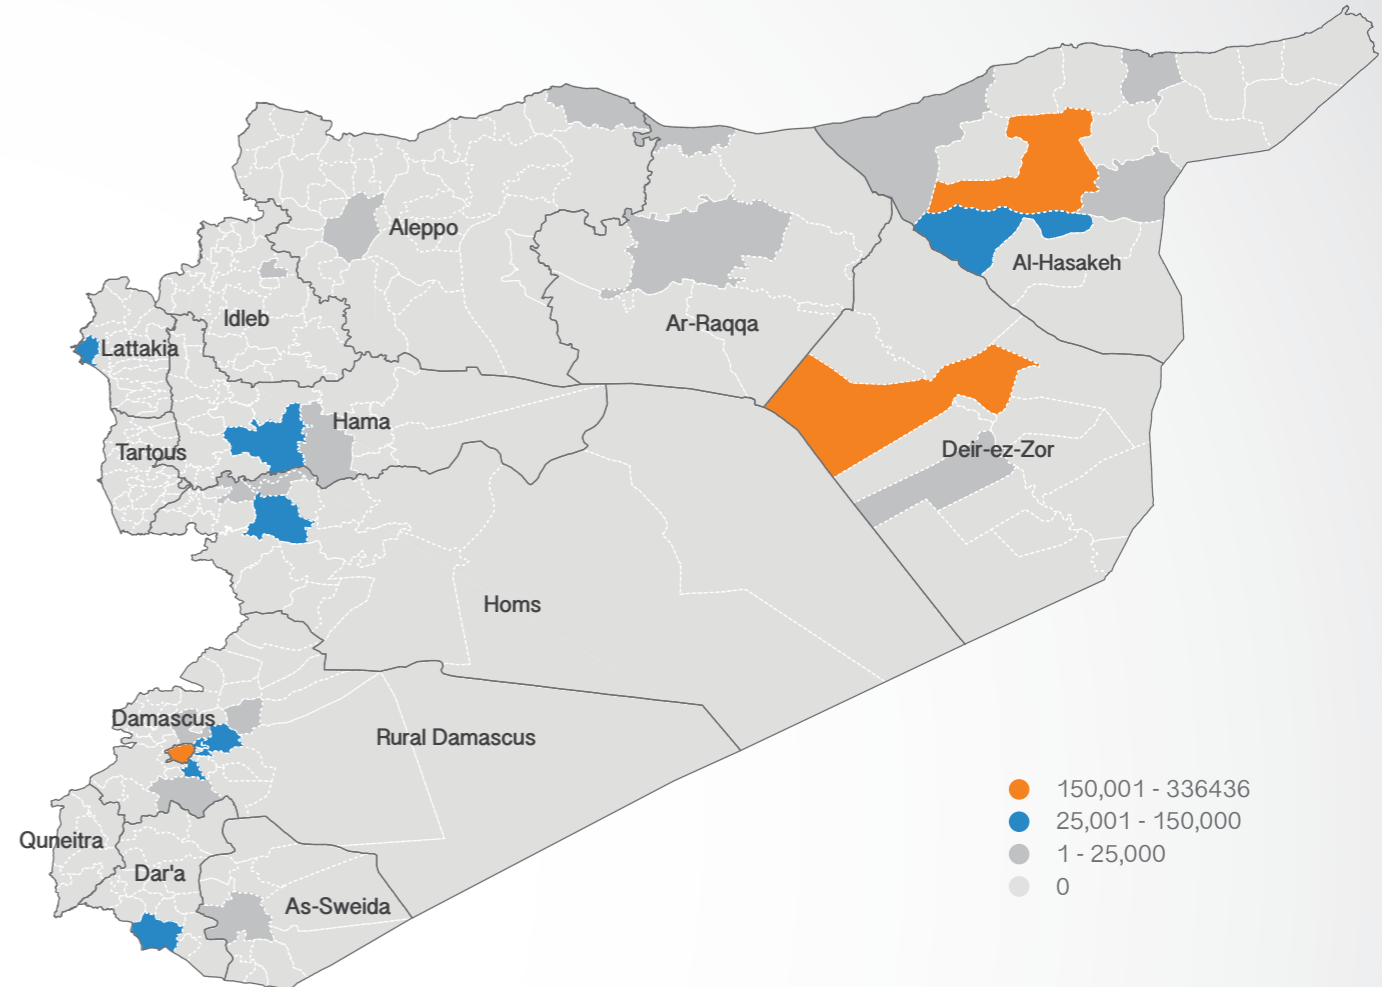 Aleppo
Al-Hasakeh
Idleb
Ar-Raqqa
Lattakia
Hama
Tartous
Deir-ez-Zor
Homs
Damascus
Rural Damascus
Quneitra
Dar'a
As-Sweida
150,001 - 336436
25,001 - 150,000
1 - 25,000
0